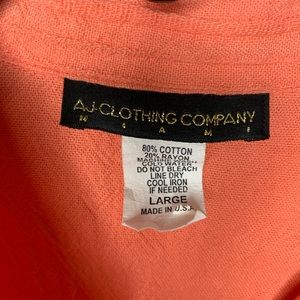 AJ-CLOTHING COMPANY
MIAMI
80% COTTON
20% RAYON
MACHINE WASH
COLD WATER
DO NOT BLEACH
LINE DRY
COOL IRON
IF NEEDED
LARGE
MADE IN U.S.A.